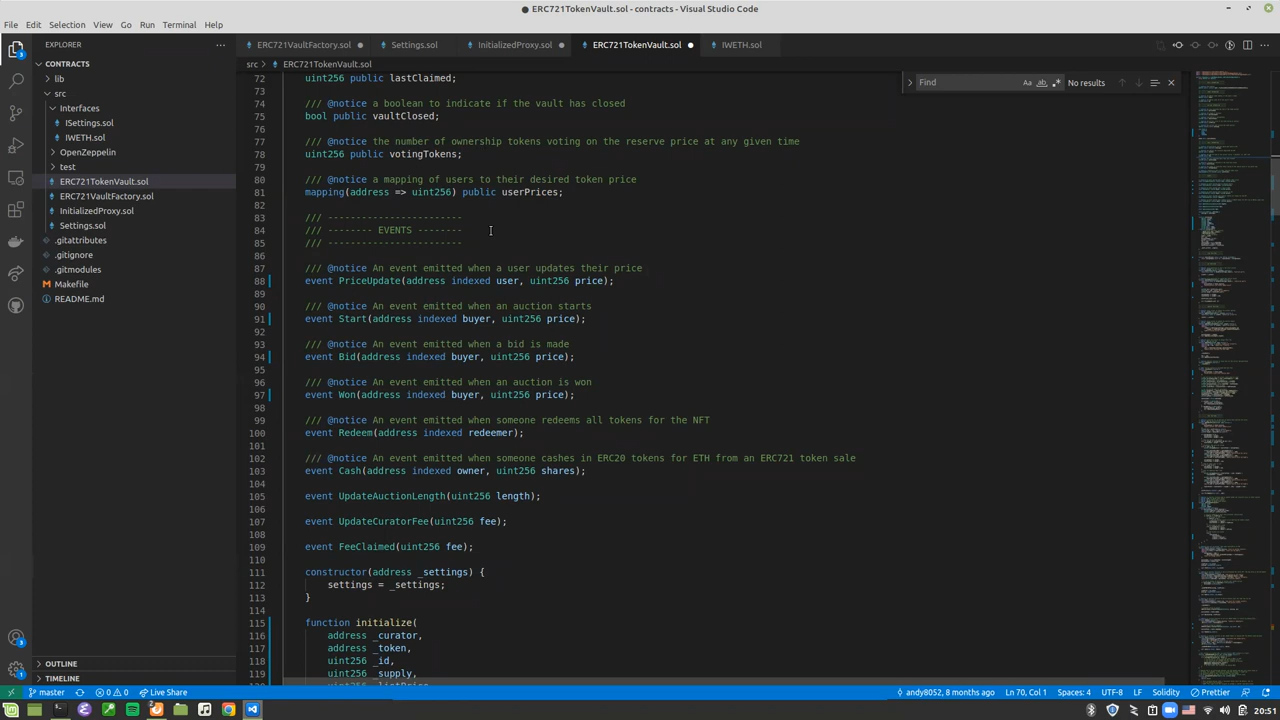 ERC721TokenVault.sol - contracts - Visual Studio Code
File Edit Selection View Go Run Terminal Help
EXPLORER
ERC721VaultFactory.sol Settings.sol InitializedProxy.sol ERC721TokenVault.sol IWETH.sol
CONTRACTS
src > ERC721TokenVault.sol
lib
src
Interfaces
ISettings.sol
IWETH.sol
OpenZeppelin
test
ERC721TokenVault.sol
ERC721VaultFactory.sol
InitializedProxy.sol
Settings.sol
.gitattributes
.gitignore
.gitmodules
Makefile
README.md
OUTLINE
TIMELINE
Find Aa ab No results
72 uint256 public lastClaimed;
73
74 /// @notice a boolean to indicate if the vault has closed
75 bool public vaultClosed;
76
77 /// @notice the number of ownership tokens voting on the reserve price at any given time
78 uint256 public votingTokens;
79
80 /// @notice a mapping of users to their desired token price
81 mapping(address => uint256) public userPrices;
82
83 /// -------------------------
84 /// -------- EVENTS --------
85 /// -------------------------
86
87 /// @notice An event emitted when a user updates their price
88 event PriceUpdate(address indexed user, uint256 price);
89
90 /// @notice An event emitted when an auction starts
91 event Start(address indexed buyer, uint256 price);
92
93 /// @notice An event emitted when a bid is made
94 event Bid(address indexed buyer, uint256 price);
95
96 /// @notice An event emitted when an auction is won
97 event Won(address indexed buyer, uint256 price);
98
99 /// @notice An event emitted when someone redeems all tokens for the NFT
100 event Redeem(address indexed redeemer);
101
102 /// @notice An event emitted when someone cashes in ERC20 tokens for ETH from an ERC721 token sale
103 event Cash(address indexed owner, uint256 shares);
104
105 event UpdateAuctionLength(uint256 length);
106
107 event UpdateCuratorFee(uint256 fee);
108
109 event FeeClaimed(uint256 fee);
110
111 constructor(address _settings) {
112 settings = _settings;
113 }
114
115 function initialize(
116 address _curator,
117 address _token,
118 uint256 _id,
119 uint256 _supply,
120 uint256 _listPrice,
master 0 0 Live Share andy8052, 8 months ago Ln 70, Col 1 Spaces: 4 UTF-8 LF Solidity Prettier
20:51